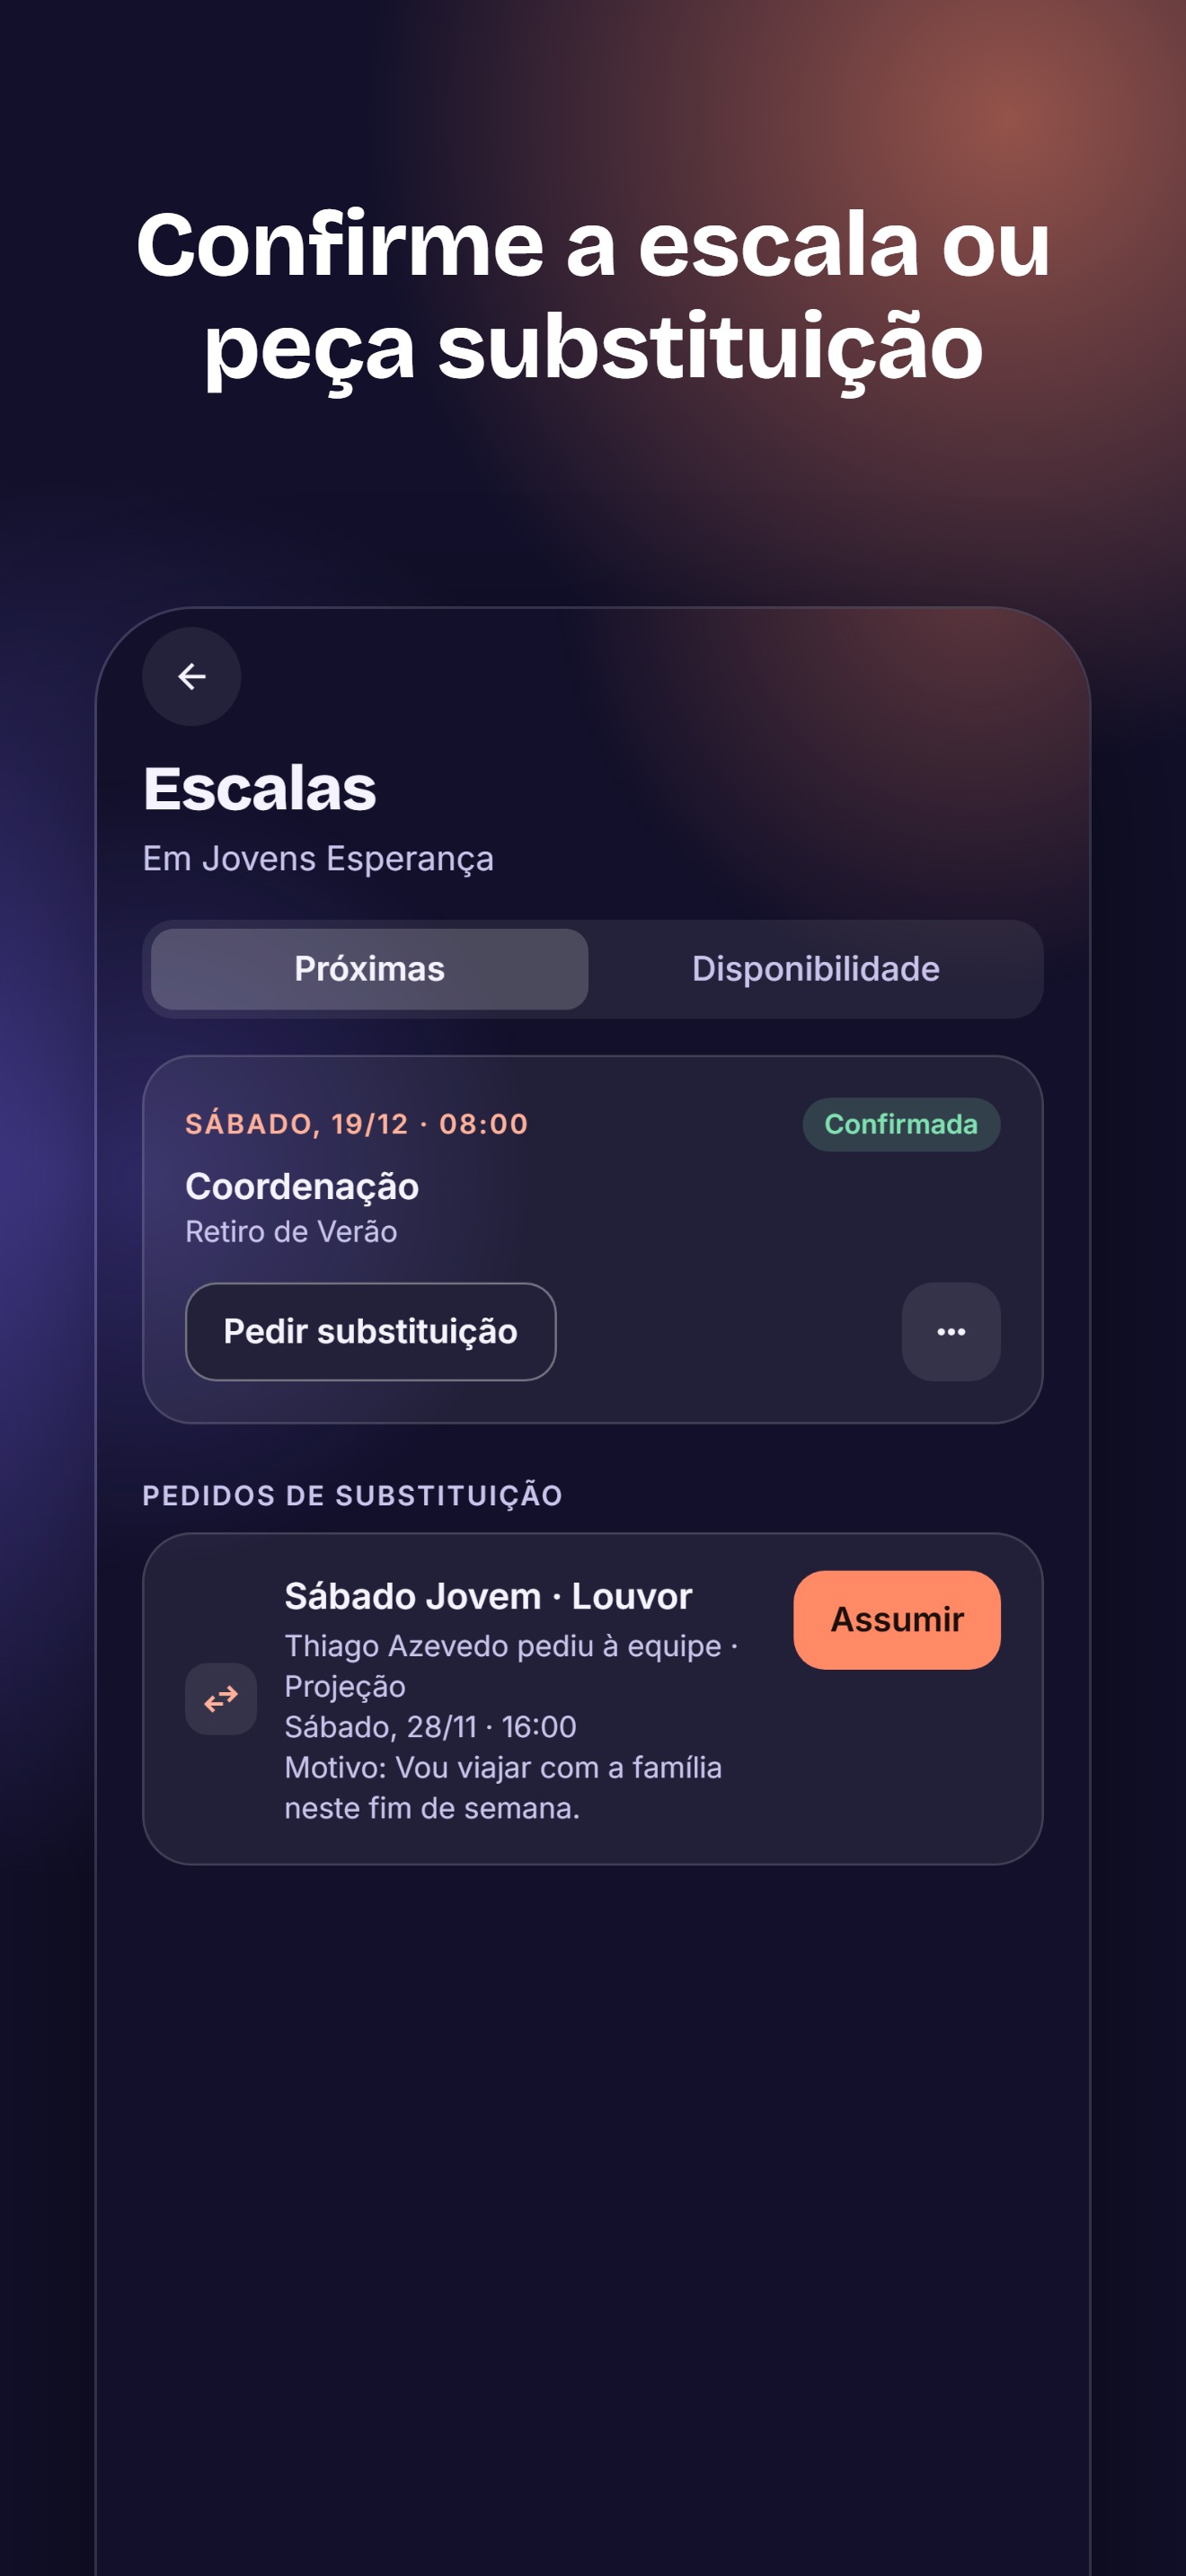 Confirme a escala ou
peça substituição
Escalas
Em Jovens Esperança
Próximas
Disponibilidade
SÁBADO, 19/12 · 08:00
Confirmada
Coordenação
Retiro de Verão
Pedir substituição
PEDIDOS DE SUBSTITUIÇÃO
Sábado Jovem · Louvor
Assumir
Thiago Azevedo pediu à equipe ·
Projeção
Sábado, 28/11 · 16:00
Motivo: Vou viajar com a família
neste fim de semana.